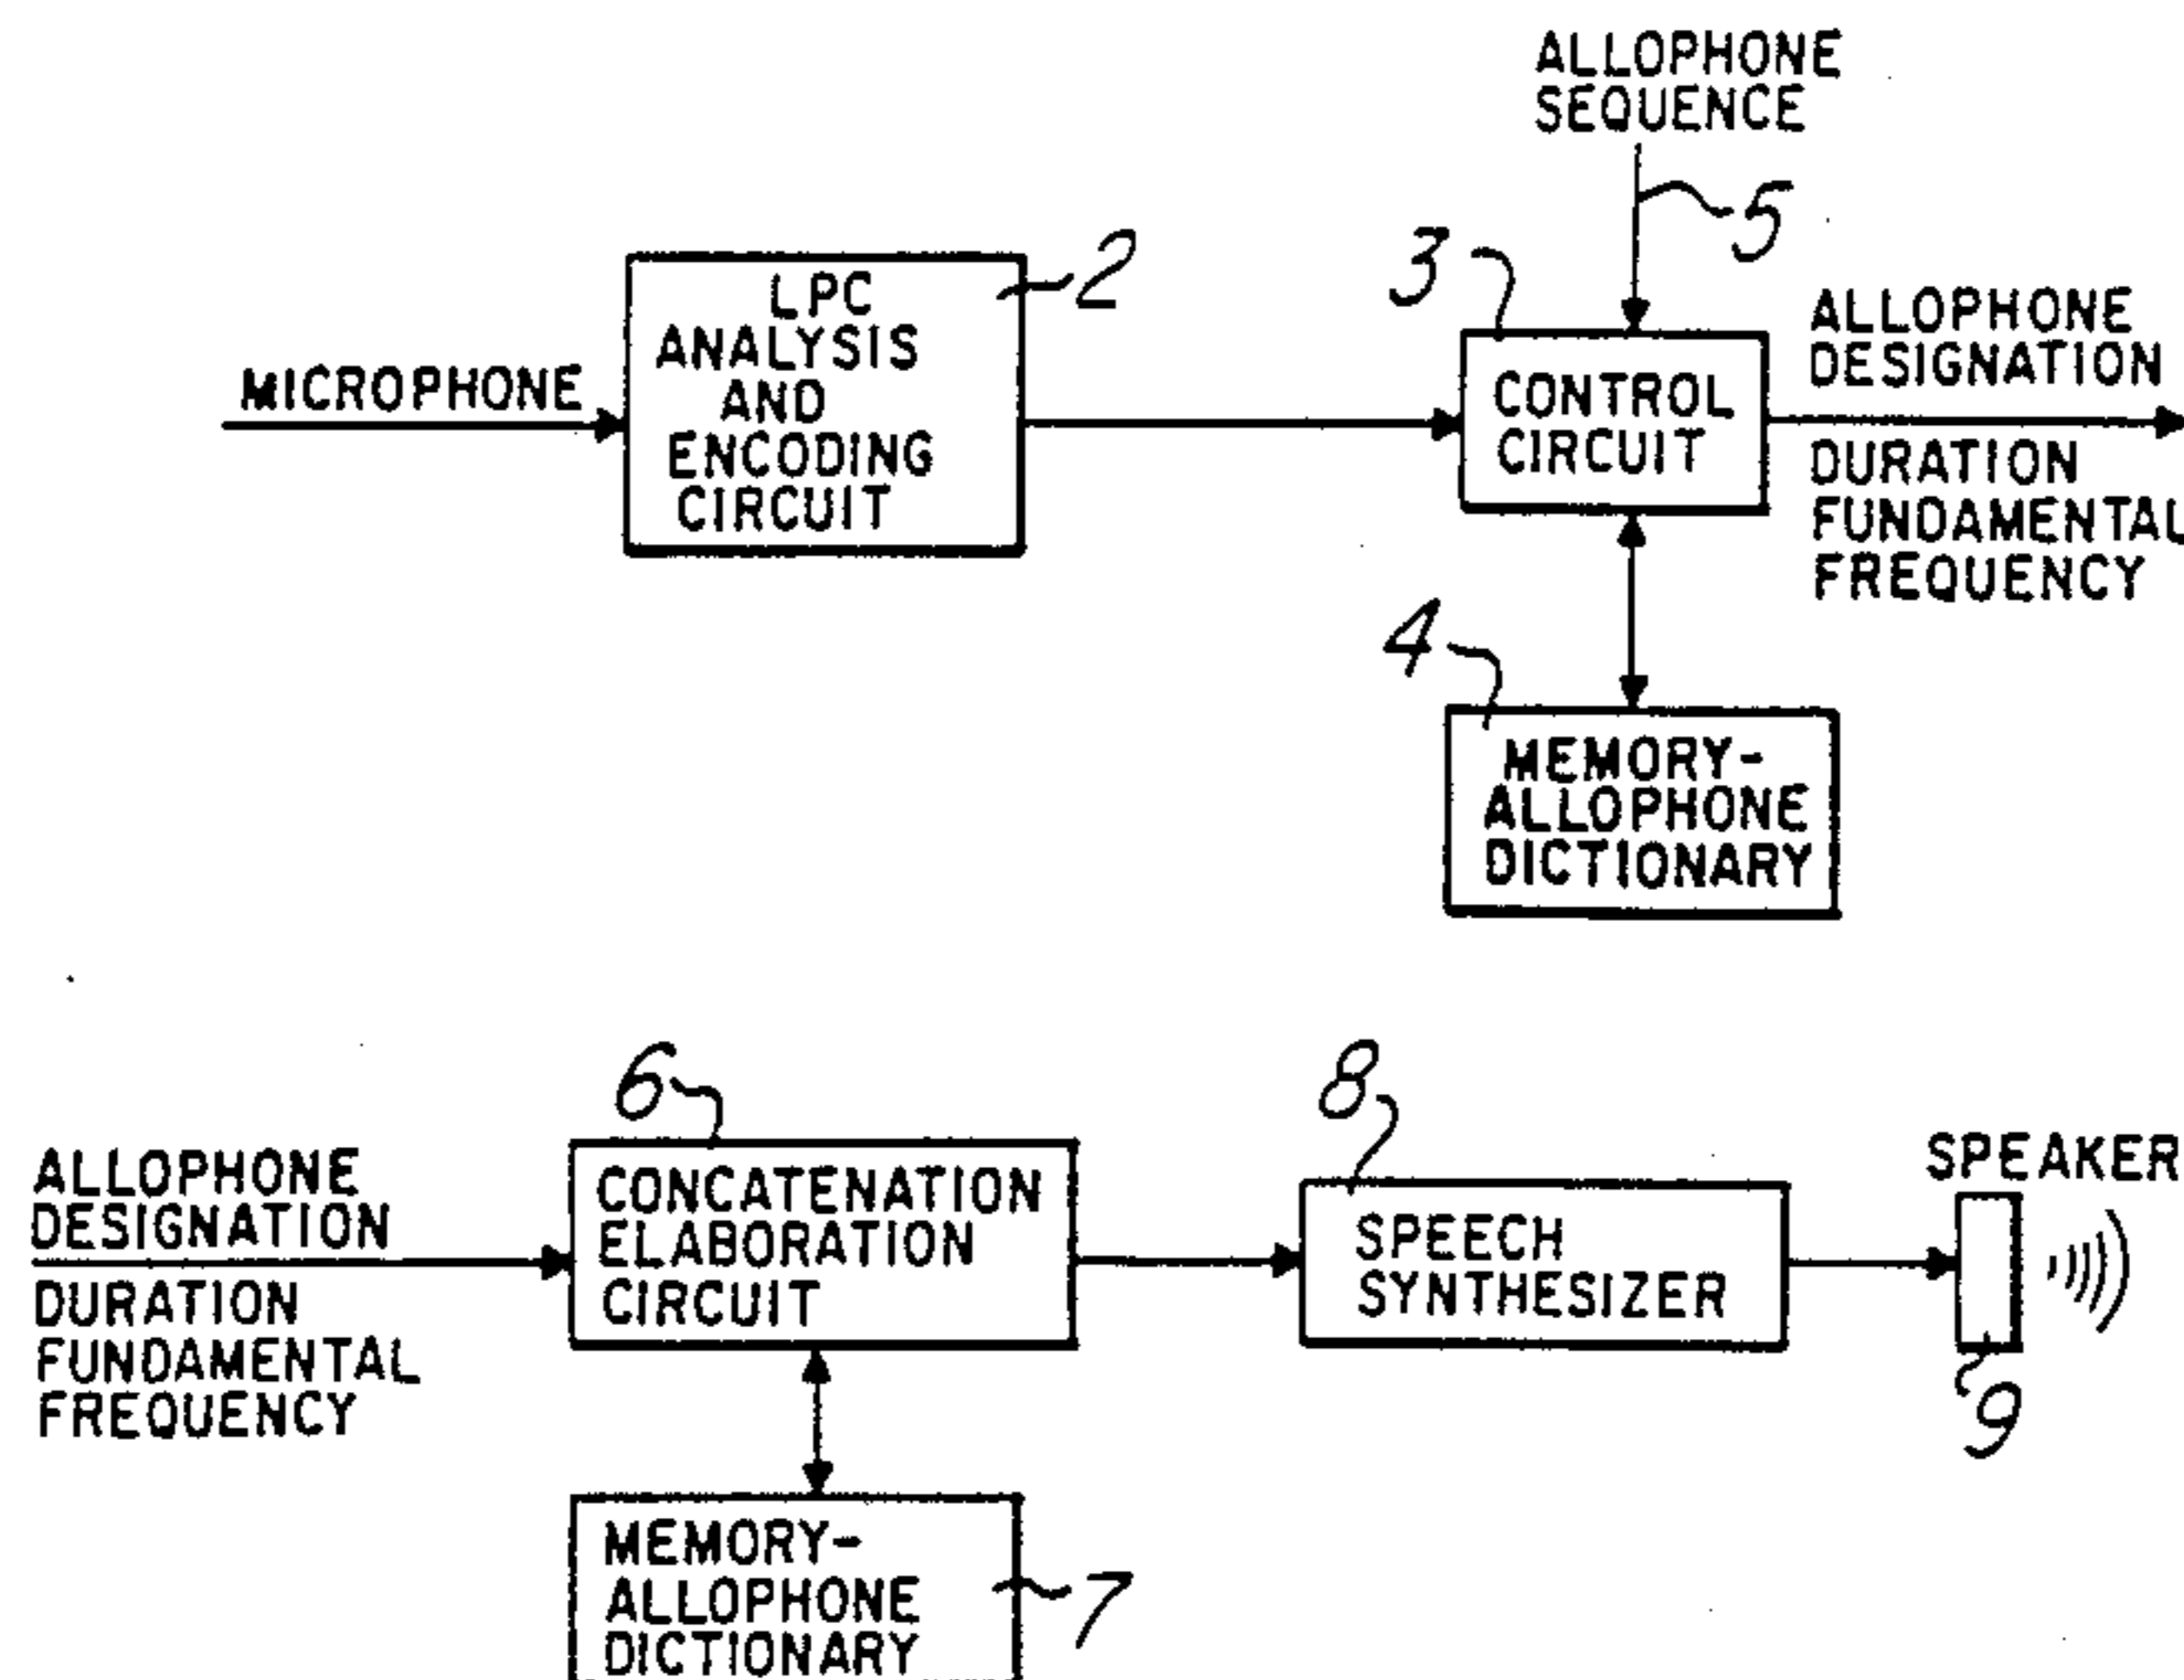 ALLOPHONE
SEQUENCE
5
2
3
LPC
ANALYSIS
AND
ENCODING
CIRCUIT
MICROPHONE
CONTROL
CIRCUIT
ALLOPHONE
DESIGNATION
DURATION
FUNDAMENTAL
FREQUENCY
4
MEMORY-
ALLOPHONE
DICTIONARY
6
8
ALLOPHONE
DESIGNATION
DURATION
FUNDAMENTAL
FREQUENCY
CONCATENATION
ELABORATION
CIRCUIT
SPEECH
SYNTHESIZER
SPEAKER
9
MEMORY-
ALLOPHONE
DICTIONARY
7